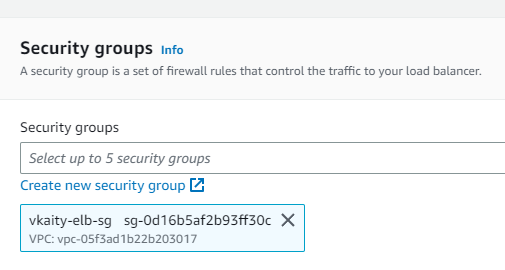 Security groups Info
A security group is a set of firewall rules that control the traffic to your load balancer.
Security groups
Select up to 5 security groups
Create new security group
vkaity-elb-sg sg-0d16b5af2b93ff30c
VPC: vpc-05f3ad1b22b203017